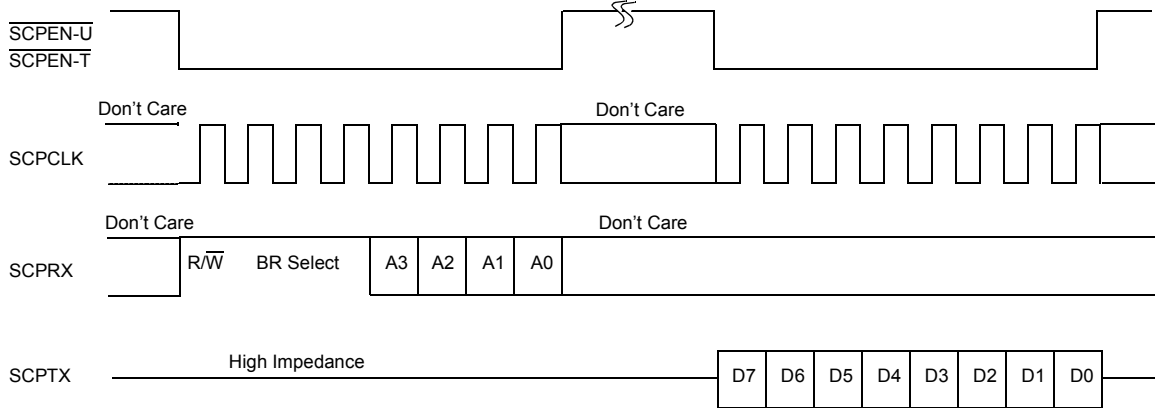 SCPEN-U
SCPEN-T
Don't Care
Don't Care
SCPCLK
Don't Care
Don't Care
SCPRX
R/W BR Select A3 A2 A1 A0
High Impedance
SCPTX
D7 D6 D5 D4 D3 D2 D1 D0